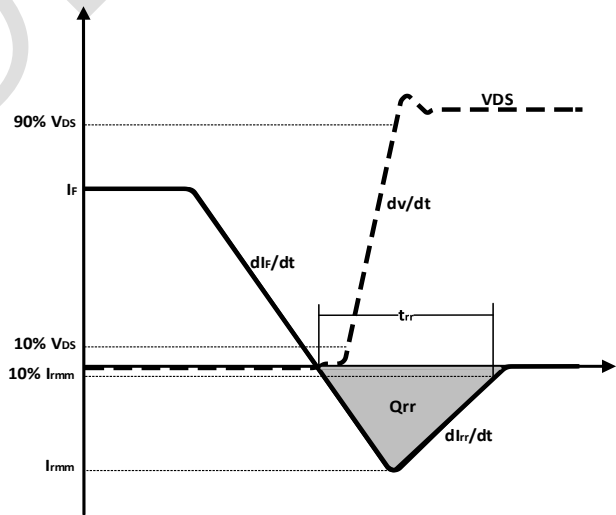 VDS
90% VDS
IF
dv/dt
dIF/dt
trr
10% VDS
10% Irmm
Qrr
dIrr/dt
Irmm